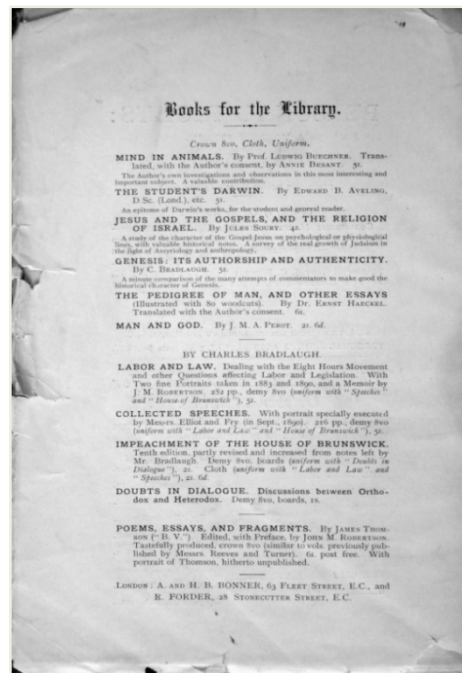 Books for the Library.
Crown 8vo, Cloth, Uniform.
MIND IN ANIMALS. By Prof. LUDWIG BUECHNER. Trans-
lated, with the Author's consent, by ANNIE BESANT. 5s.
The Author's own investigations and observations in this most interesting and
important subject. A valuable contribution.
THE STUDENT'S DARWIN. By EDWARD B. AVELING,
D.Sc. (Lond.), etc. 5s.
An epitome of Darwin's works, for the student and general reader.
JESUS AND THE GOSPELS, AND THE RELIGION
OF ISRAEL. By JULES SOURY. 4s.
A study of the character of the Gospel Jesus on psychological or physiological
lines, with valuable historical notes. A survey of the real growth of Judaism in
the light of Assyriology and anthropology.
GENESIS: ITS AUTHORSHIP AND AUTHENTICITY.
By C. BRADLAUGH. 5s.
A minute comparison of the many attempts of commentators to make good the
historical character of Genesis.
THE PEDIGREE OF MAN, AND OTHER ESSAYS
(Illustrated with 80 woodcuts). By Dr. ERNST HAECKEL.
Translated with the Author's consent. 6s.
MAN AND GOD. By J. M. A. PEROT. 2s. 6d.
BY CHARLES BRADLAUGH.
LABOR AND LAW. Dealing with the Eight Hours Movement
and other Questions affecting Labor and Legislation. With
Two fine Portraits taken in 1883 and 1890, and a Memoir by
J. M. ROBERTSON, 282 pp., demy 8vo (uniform with "Speeches"
and "House of Brunswick"), 5s.
COLLECTED SPEECHES. With portrait specially executed
by Messrs. Elliot and Fry (in Sept., 1890). 216 pp., demy 8vo
(uniform with "Labor and Law" and "House of Brunswick"), 5s.
IMPEACHMENT OF THE HOUSE OF BRUNSWICK.
Tenth edition, partly revised and increased from notes left by
Mr. Bradlaugh. Demy 8vo, boards (uniform with "Doubts in
Dialogue"), 2s. Cloth (uniform with "Labor and Law" and
"Speeches"), 2s. 6d.
DOUBTS IN DIALOGUE. Discussions between Ortho-
dox and Heterodox. Demy 8vo, boards, 1s.
POEMS, ESSAYS, AND FRAGMENTS. By JAMES THOM-
SON ("B. V."). Edited, with Preface, by JOHN M. ROBERTSON.
Tastefully produced, crown 8vo (similar to vols. previously pub-
lished by Messrs Reeves and Turner). 6s. post free. With
portrait of Thomson, hitherto unpublished.
LONDON: A. AND H. B. BONNER, 63 FLEET STREET, E.C., and
R. FORDER, 28 STONECUTTER STREET, E.C.